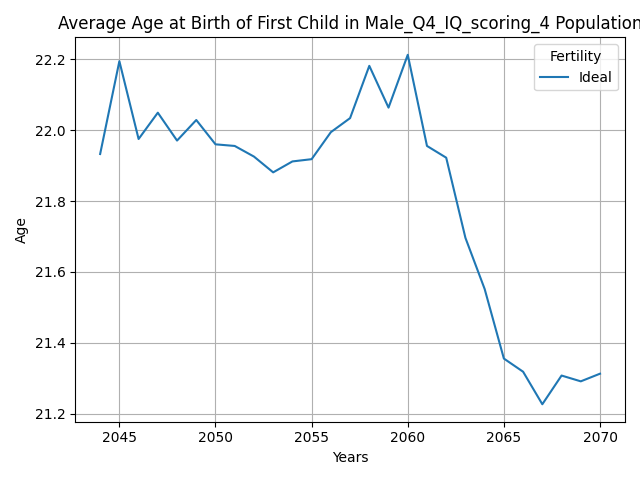 Average Age at Birth of First Child in Male_Q4_IQ_scoring_4 Population
Fertility
Ideal
22.2
22.0
21.8
21.6
21.4
21.2
Age
2045 2050 2055 2060 2065 2070
Years